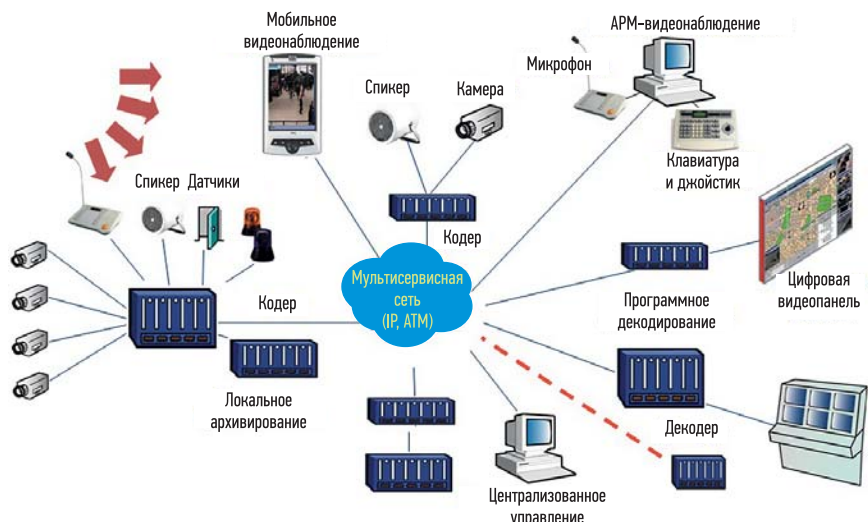 Мобильное
видеонаблюдение
АРМ-видеонаблюдение
Микрофон
Спикер
Камера
Клавиатура
и джойстик
Спикер
Датчики
Кодер
Мультисервисная
сеть
(IP, ATM)
Кодер
Цифровая
видеопанель
Программное
декодирование
Локальное
архивирование
Декодер
Централизованное
управление